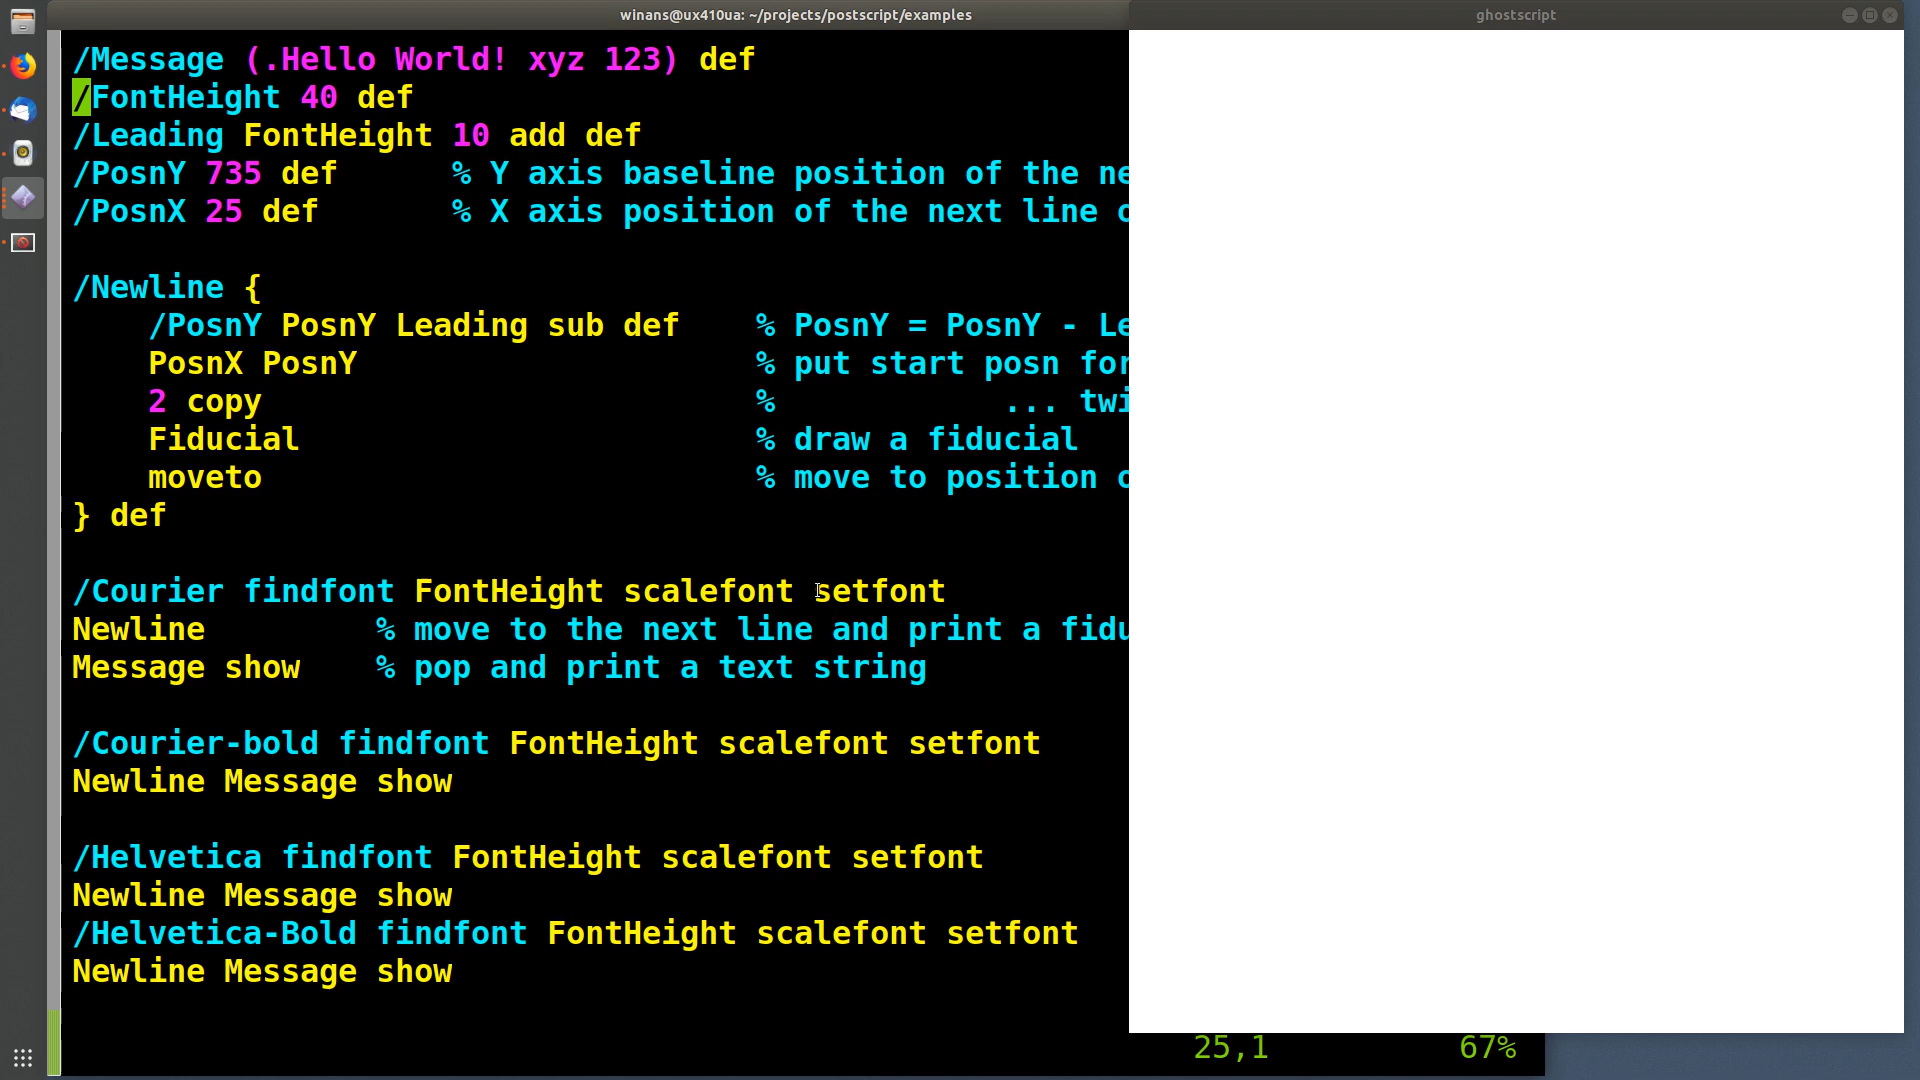 winans@ux410ua: ~/projects/postscript/examples
ghostscript
/Message (.Hello World! xyz 123) def
/FontHeight 40 def
/Leading FontHeight 10 add def
/PosnY 735 def      % Y axis baseline position of the ne
/PosnX 25 def       % X axis position of the next line
/Newline {
    /PosnY PosnY Leading sub def    % PosnY = PosnY - Le
    PosnX PosnY                     % put start posn for
    2 copy                          %            ... twi
    Fiducial                        % draw a fiducial
    moveto                          % move to position
} def
/Courier findfont FontHeight scalefont setfont
Newline         % move to the next line and print a fidu
Message show    % pop and print a text string
/Courier-bold findfont FontHeight scalefont setfont
Newline Message show
/Helvetica findfont FontHeight scalefont setfont
Newline Message show
/Helvetica-Bold findfont FontHeight scalefont setfont
Newline Message show
25,1          67%